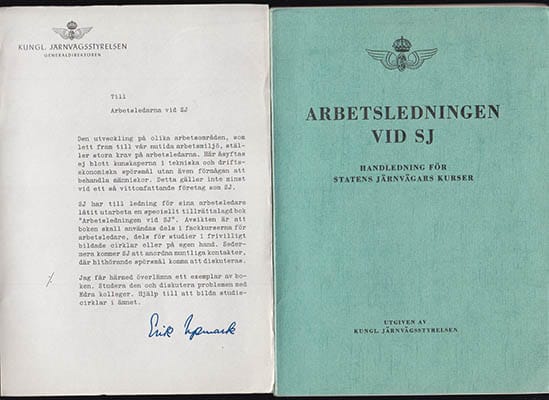 KUNGL. JÄRNVÄGSSTYRELSEN
GENERALDIREKTÖREN
Till
Arbetsledarna vid SJ
Den utveckling på olika arbetsområden, som
lett fram till vår nutida arbetsmiljö, stäl-
ler stora krav på arbetsledarna. Här åsyftas
ej blott kunskaperna i tekniska och drifts-
ekonomiska spörsmål utan även förmågan att
behandla människor. Detta gäller inte minst
vid ett så vittomfattande företag som SJ.
SJ har till ledning för sina arbetsledare
låtit utarbeta en speciellt tillrättalagd bok
"Arbetsledningen vid SJ". Avsikten är att
boken skall användas dels i fackkurserna för
arbetsledare, dels för studier i frivilligt
bildade cirklar eller på egen hand. Seder-
mera kommer SJ att anordna muntliga kontakter,
där hithörande spörsmål komma att diskuteras.
Jag får härmed överlämna ett exemplar av bo-
ken. Studera den och diskutera problemen med
Edra kolleger. Hjälp till att bilda studie-
cirklar i ämnet.
Erik Upmark
ARBETSLEDNINGEN
VID SJ
HANDLEDNING FÖR
STATENS JÄRNVÄGARS KURSER
UTGIVEN AV
KUNGL. JÄRNVÄGSSTYRELSEN